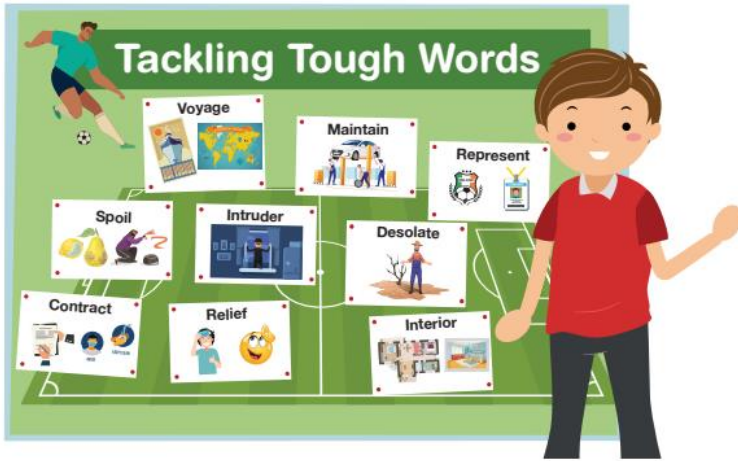 Tackling Tough Words
Voyage
Maintain
Represent
Spoil
Intruder
Desolate
Contract
Relief
Interior